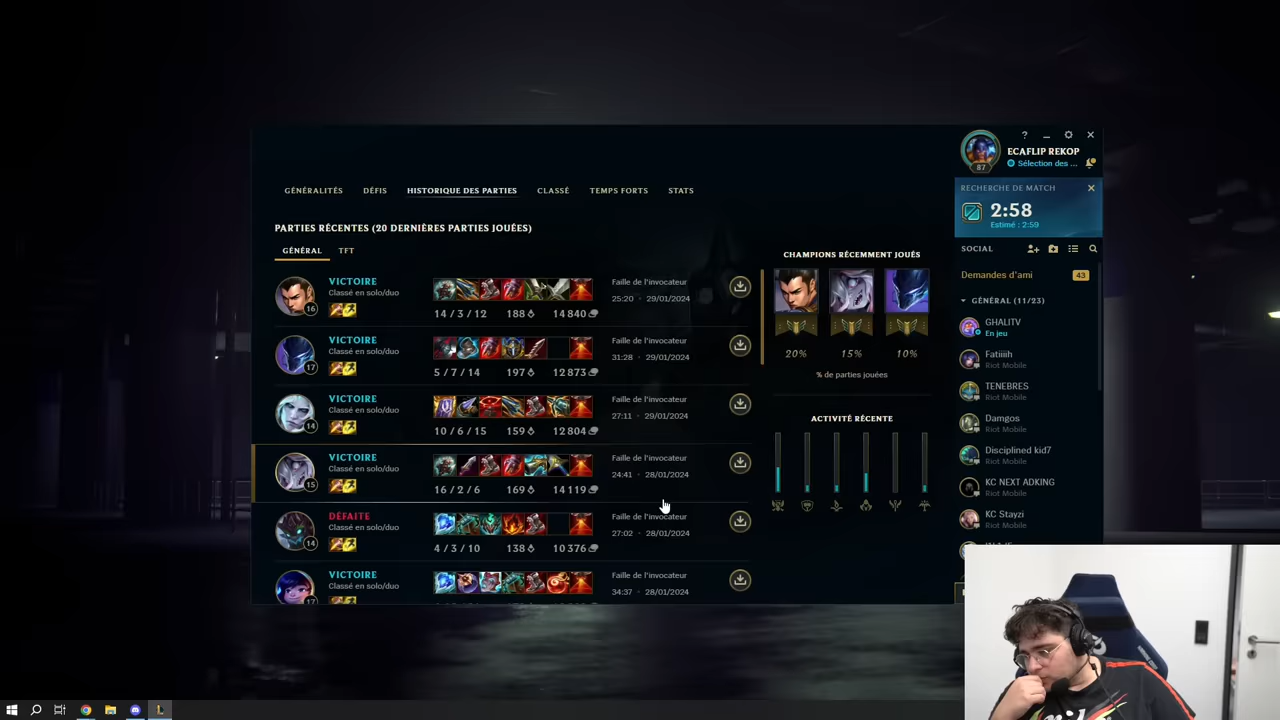 ECAFLIP REKOP
87
Sélection des ...
GÉNÉRALITÉS DÉFIS HISTORIQUE DES PARTIES CLASSÉ TEMPS FORTS STATS
RECHERCHE DE MATCH
2:58
Estimé : 2:59
PARTIES RÉCENTES (20 DERNIÈRES PARTIES JOUÉES)
GÉNÉRAL TFT
VICTOIRE
Classé en solo/duo
16
14 / 3 / 12 188 14 840
Faille de l'invocateur
25:20 · 29/01/2024
VICTOIRE
Classé en solo/duo
17
5 / 7 / 14 197 12 873
Faille de l'invocateur
31:28 · 29/01/2024
VICTOIRE
Classé en solo/duo
14
10 / 6 / 15 159 12 804
Faille de l'invocateur
27:11 · 29/01/2024
VICTOIRE
Classé en solo/duo
15
16 / 2 / 6 169 14 119
Faille de l'invocateur
24:41 · 28/01/2024
DÉFAITE
Classé en solo/duo
14
4 / 3 / 10 138 10 376
Faille de l'invocateur
27:02 · 28/01/2024
VICTOIRE
Classé en solo/duo
17
Faille de l'invocateur
34:37 · 28/01/2024
CHAMPIONS RÉCEMMENT JOUÉS
20% 15% 10%
% de parties jouées
ACTIVITÉ RÉCENTE
SOCIAL
Demandes d'ami 43
GÉNÉRAL (11/23)
GHALITV
En jeu
Fatiiiih
Riot Mobile
TENEBRES
Riot Mobile
Damgos
Riot Mobile
Disciplined kid7
Riot Mobile
KC NEXT ADKING
Riot Mobile
KC Stayzi
Riot Mobile